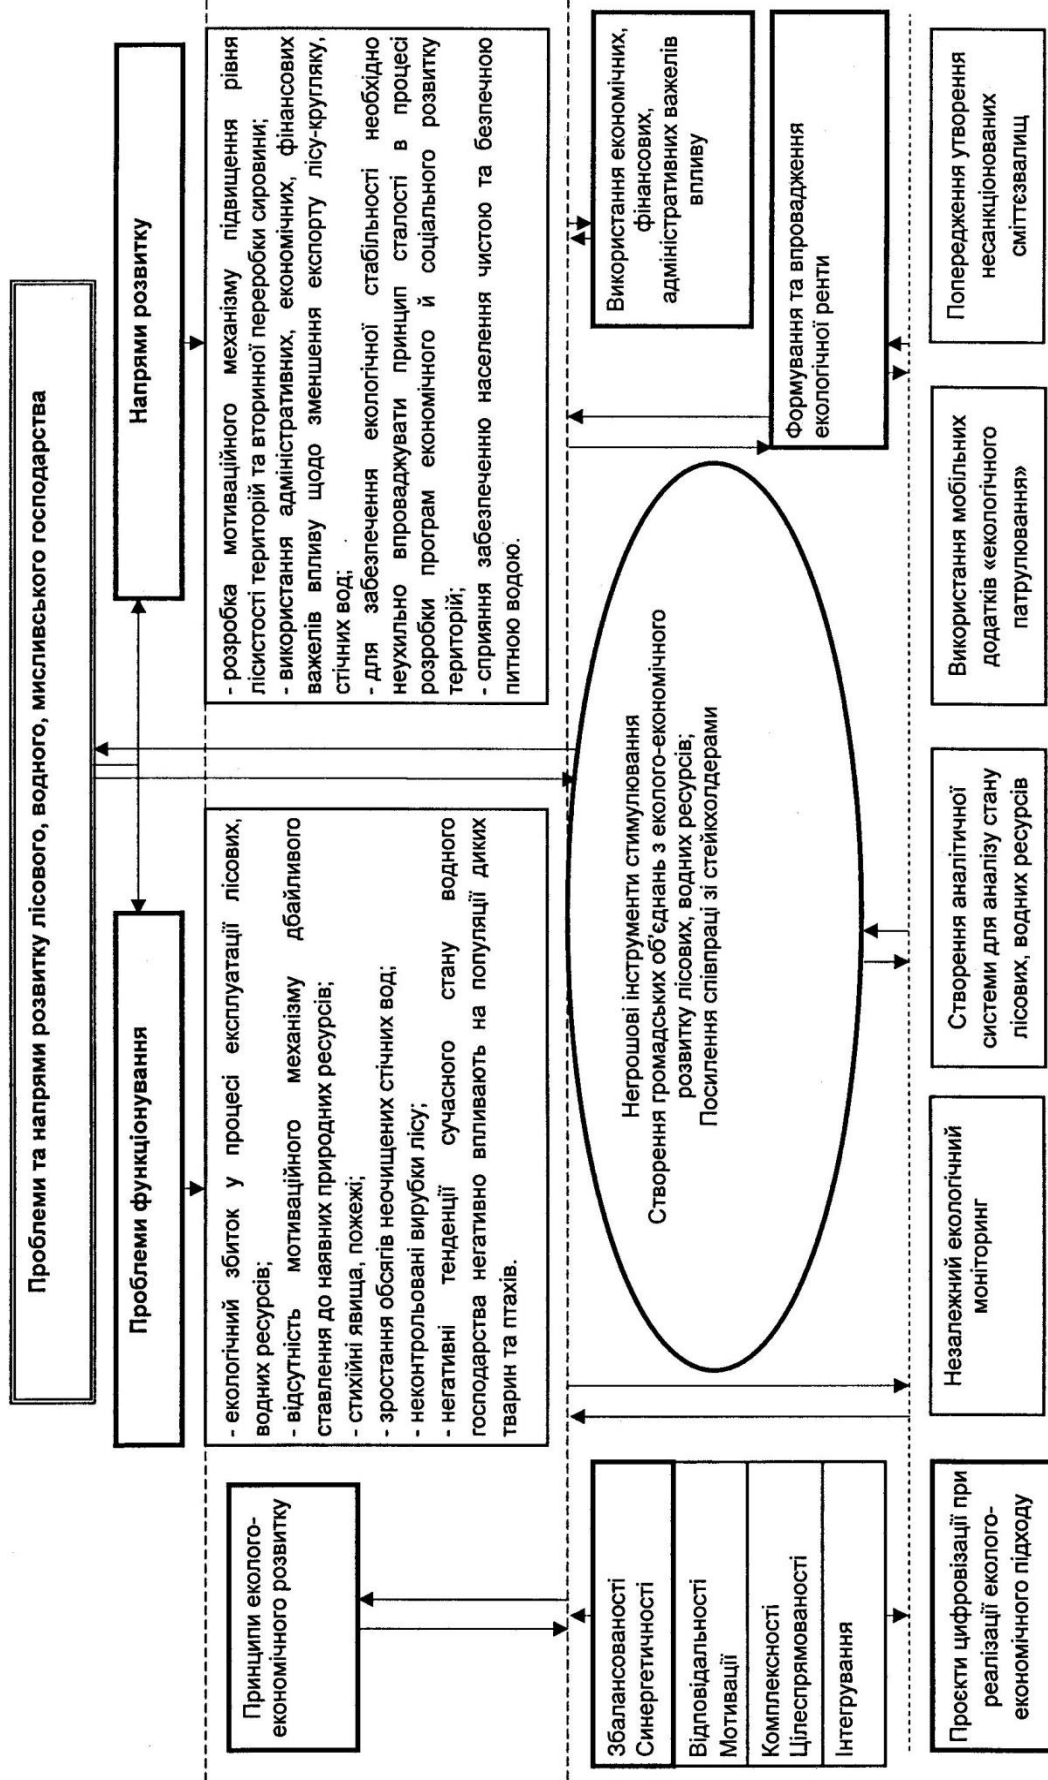 Проблеми та напрями розвитку лісового, водного, мисливського господарства
Проблеми функціонування
Напрями розвитку
Принципи еколого-
економічного розвитку
- екологічний збиток у процесі експлуатації лісових,
водних ресурсів;
- відсутність мотиваційного механізму дбайливого
ставлення до наявних природних ресурсів;
- стихійні явища, пожежі;
- зростання обсягів неочищених стічних вод;
- неконтрольовані вирубки лісу;
- негативні тенденції сучасного стану водного
господарства негативно впливають на популяції диких
тварин та птахів.
- розробка мотиваційного механізму підвищення рівня
лісистості територій та вторинної переробки сировини;
- використання адміністративних, економічних, фінансових
важелів впливу щодо зменшення експорту лісу-кругляку,
стічних вод;
- для забезпечення екологічної стабільності необхідно
неухильно впроваджувати принцип сталості в процесі
розробки програм економічного й соціального розвитку
територій;
- сприяння забезпеченню населення чистою та безпечною
питною водою.
Збалансованості
Синергетичності
Відповідальності
Мотивації
Комплексності
Цілеспрямованості
Інтегрування
Негрошові інструменти стимулювання
Створення громадських об’єднань з еколого-економічного
розвитку лісових, водних ресурсів;
Посилення співпраці зі стейкхолдерами
Використання економічних,
фінансових,
адміністративних важелів
впливу
Формування та впровадження
екологічної ренти
Проєкти цифровізації при
реалізації еколого-
економічного підходу
Незалежний екологічний
моніторинг
Створення аналітичної
системи для аналізу стану
лісових, водних ресурсів
Використання мобільних
додатків «екологічного
патрулювання»
Попередження утворення
несанкціонованих
сміттєзвалищ